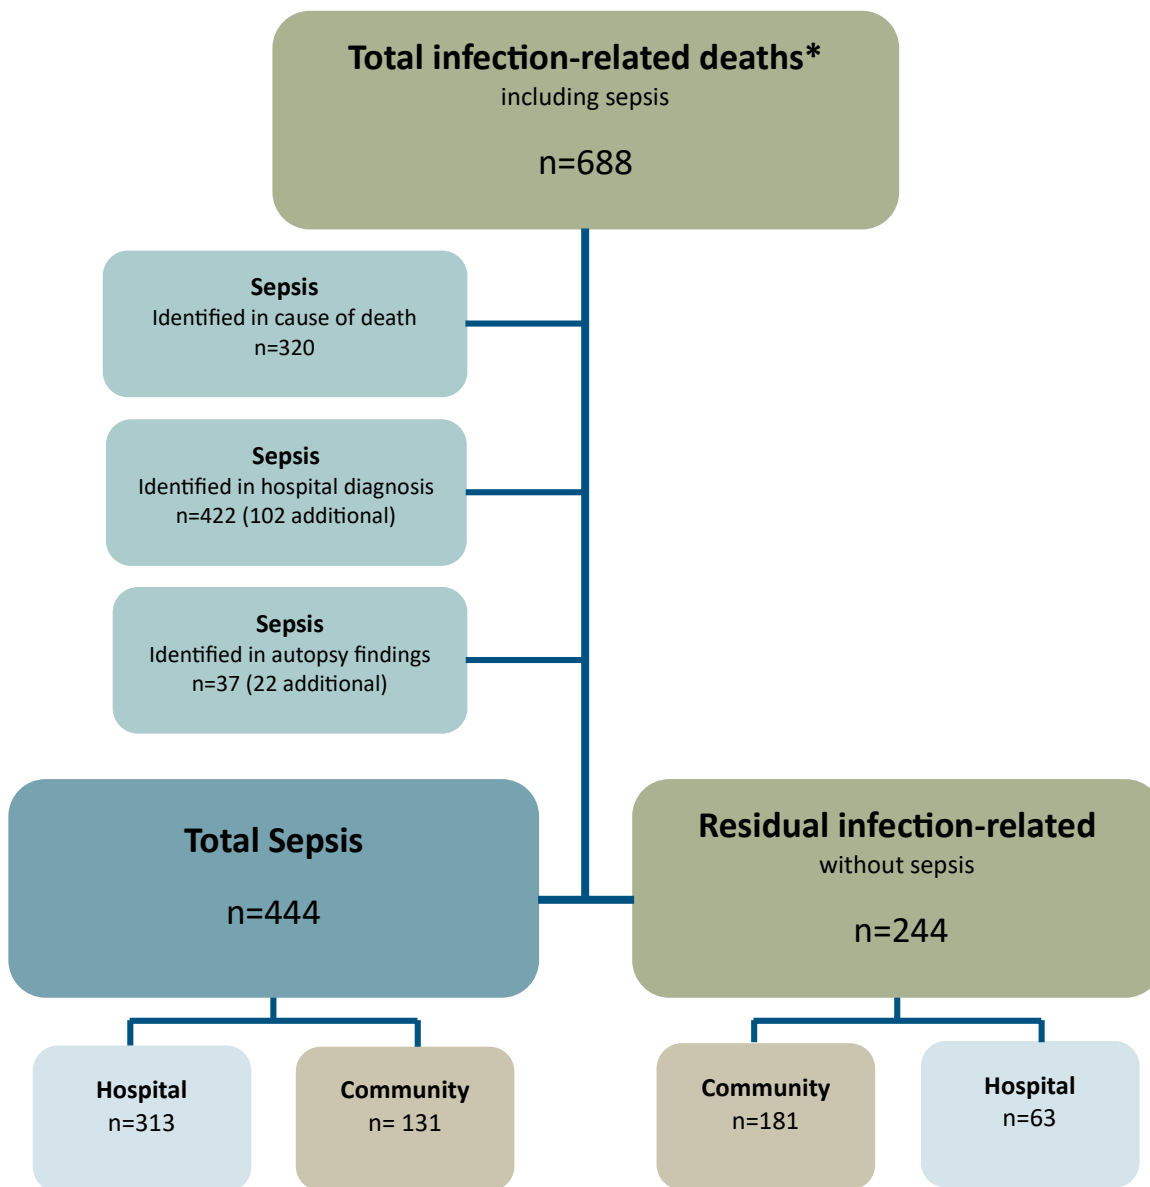 Total infection-related deaths*
including sepsis
n=688
Sepsis
Identified in cause of death
n=320
Sepsis
Identified in hospital diagnosis
n=422 (102 additional)
Sepsis
Identified in autopsy findings
n=37 (22 additional)
Total Sepsis
n=444
Residual infection-related
without sepsis
n=244
Hospital
n=313
Community
n= 131
Community
n=181
Hospital
n=63